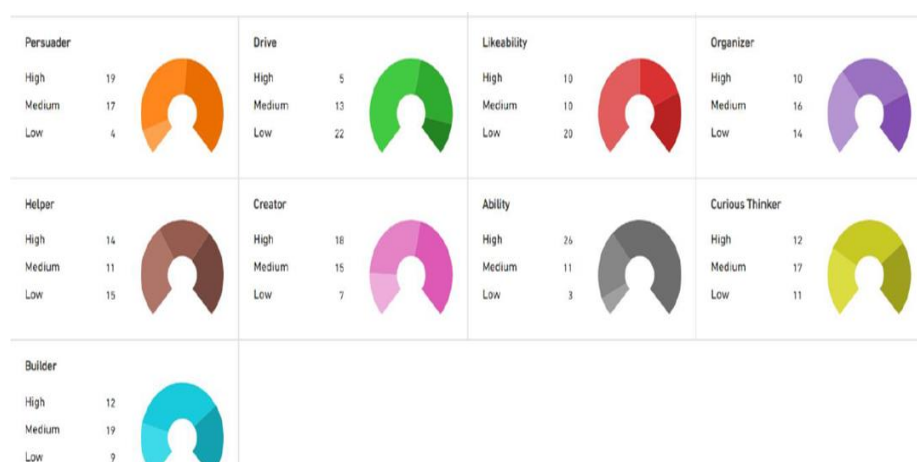 Persuader
High 19
Medium 17
Low 4
Drive
High 5
Medium 13
Low 22
Likeability
High 10
Medium 10
Low 20
Organizer
High 10
Medium 16
Low 14
Helper
High 14
Medium 11
Low 15
Creator
High 18
Medium 15
Low 7
Ability
High 26
Medium 11
Low 3
Curious Thinker
High 12
Medium 17
Low 11
Builder
High 12
Medium 19
Low 9